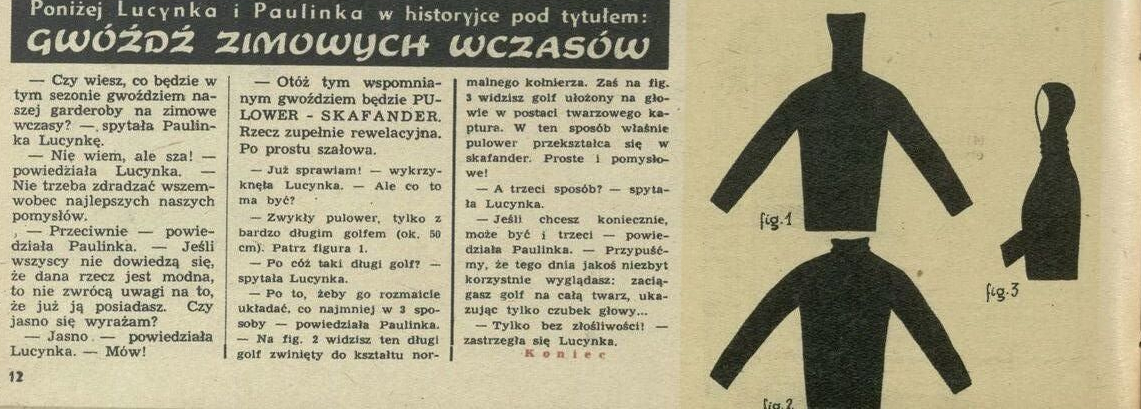 Poniżej Lucynka i Paulinka w historyjce pod tytułem:
GWÓŹDŹ ZIMOWYCH WCZASÓW
— Czy wiesz, co będzie w
tym sezonie gwoździem na-
szej garderoby na zimowe
wczasy? — spytała Paulin-
ka Lucynkę.
— Nie wiem, ale sza! —
powiedziała Lucynka. —
Nie trzeba zdradzać wszem-
wobec najlepszych naszych
pomysłów.
— Przeciwnie — powie-
działa Paulinka. — Jeśli
wszyscy nie dowiedzą się,
że dana rzecz jest modna,
to nie zwrócą uwagi na to,
że już ją posiadasz. Czy
jasno się wyrażam?
— Jasno — powiedziała
Lucynka. — Mów!
12
— Otóż tym wspomnia-
nym gwoździem będzie PU-
LOWER - SKAFANDER.
Rzecz zupełnie rewelacyjna.
Po prostu szałowa.
— Już sprawiam! — wykrzy-
knęła Lucynka. — Ale co to
ma być?
— Zwykły pulower, tylko z
bardzo długim golfem (ok. 50
cm). Patrz figura 1.
— Po cóż taki długi golf? —
spytała Lucynka.
— Po to, żeby go rozmaicie
układać, co najmniej w 3 spo-
soby — powiedziała Paulinka.
— Na fig. 2 widzisz ten długi
golf zwinięty do kształtu nor-
malnego kołnierza. Zaś na fig.
3 widzisz golf ułożony na gło-
wie w postaci twarzowego ka-
ptura. W ten sposób właśnie
pulower przekształca się w
skafander. Proste i pomysło-
we!
— A trzeci sposób? — spyta-
ła Lucynka.
— Jeśli chcesz koniecznie,
może być i trzeci — powie-
działa Paulinka. — Przypuść-
my, że tego dnia jakoś niezbyt
korzystnie wyglądasz: zacią-
gasz golf na całą twarz, uka-
zując tylko czubek głowy...
— Tylko bez złośliwości! —
zastrzegła się Lucynka.
Koniec
fig.1
fig.3
fig.2